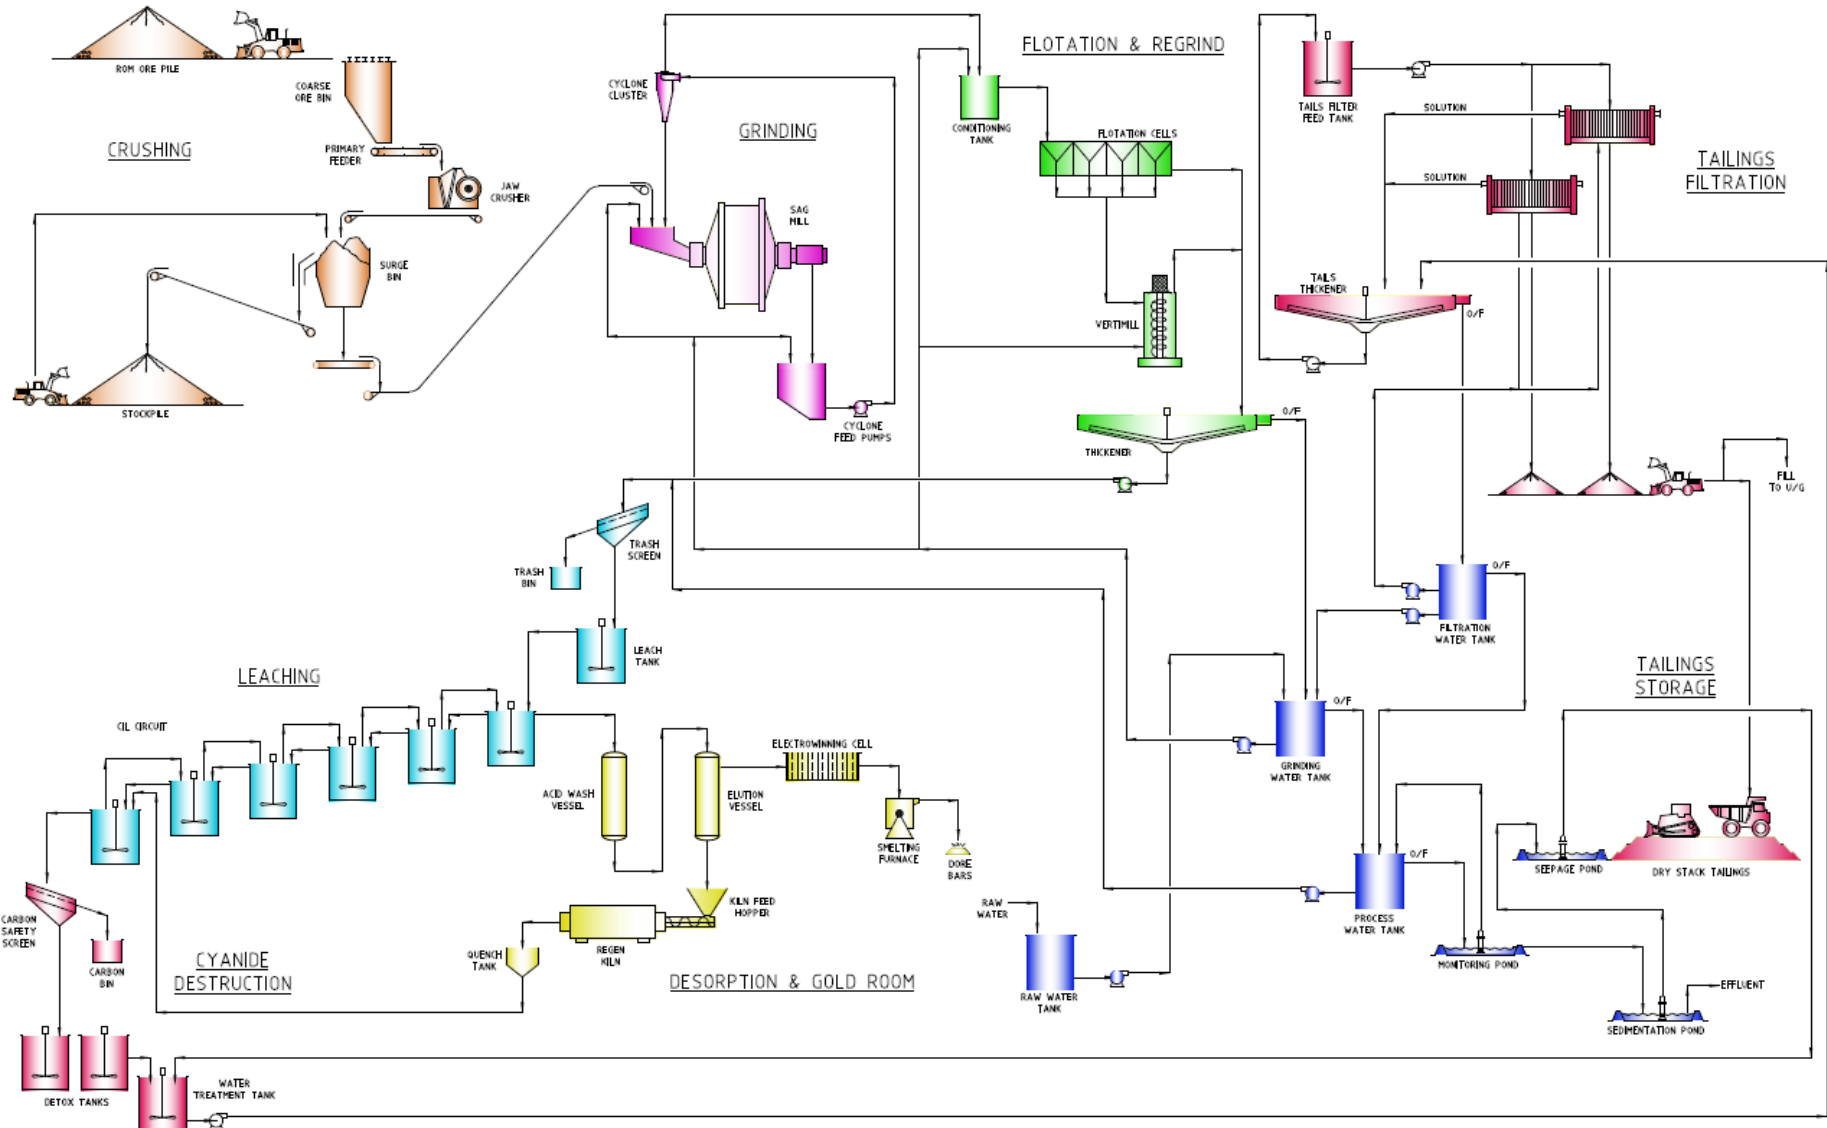 ROM ORE PILE
COARSE
ORE BIN
CRUSHING
PRIMARY
FEEDER
JAW
CRUSHER
SURGE
BIN
STOCKPILE
CYCLONE
CLUSTER
GRINDING
SAG
MILL
CYCLONE
FEED PUMPS
FLOTATION & REGRIND
CONDITIONING
TANK
FLOTATION CELLS
VERTIMILL
O/F
THICKENER
TAILS FILTER
FEED TANK
SOLUTION
SOLUTION
TAILINGS
FILTRATION
TAILS
THICKENER
O/F
FILL
TO U/G
TRASH
SCREEN
TRASH
BIN
LEACH
TANK
LEACHING
CIL CIRCUIT
CARBON
SAFETY
SCREEN
CARBON
BIN
CYANIDE
DESTRUCTION
DETOX TANKS
WATER
TREATMENT TANK
ACID WASH
VESSEL
ELUTION
VESSEL
ELECTROWINNING CELL
SMELTING
FURNACE
DORE
BARS
KILN FEED
HOPPER
REGEN
KILN
QUENCH
TANK
DESORPTION & GOLD ROOM
RAW
WATER
RAW WATER
TANK
O/F
FILTRATION
WATER TANK
O/F
GRINDING
WATER TANK
O/F
PROCESS
WATER TANK
MONITORING POND
TAILINGS
STORAGE
SEEPAGE POND
DRY STACK TAILINGS
EFFLUENT
SEDIMENTATION POND